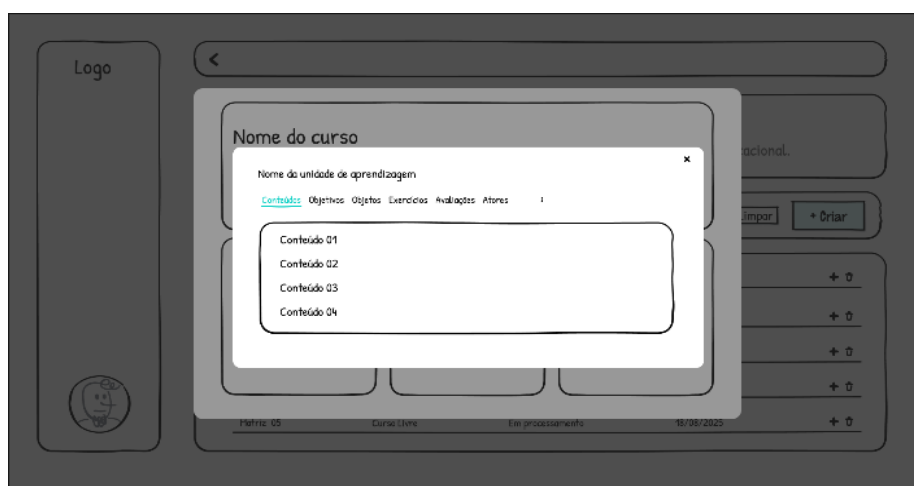 Logo
<
acional.
Nome do curso
×
Nome da unidade de aprendizagem
Conteúdos Objetivos Objetos Exercícios Avaliações Atores
Limpar + Criar
Conteúdo 01
Conteúdo 02
Conteúdo 03
Conteúdo 04
Matriz 05 Curso Livre Em processamento 18/08/2025